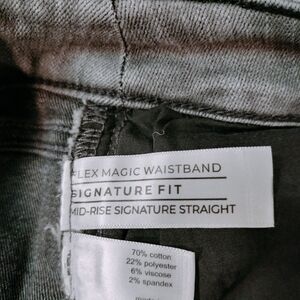 FLEX MAGIC WAISTBAND
SIGNATURE FIT
MID-RISE SIGNATURE STRAIGHT
70% cotton
22% polyester
6% viscose
2% spandex